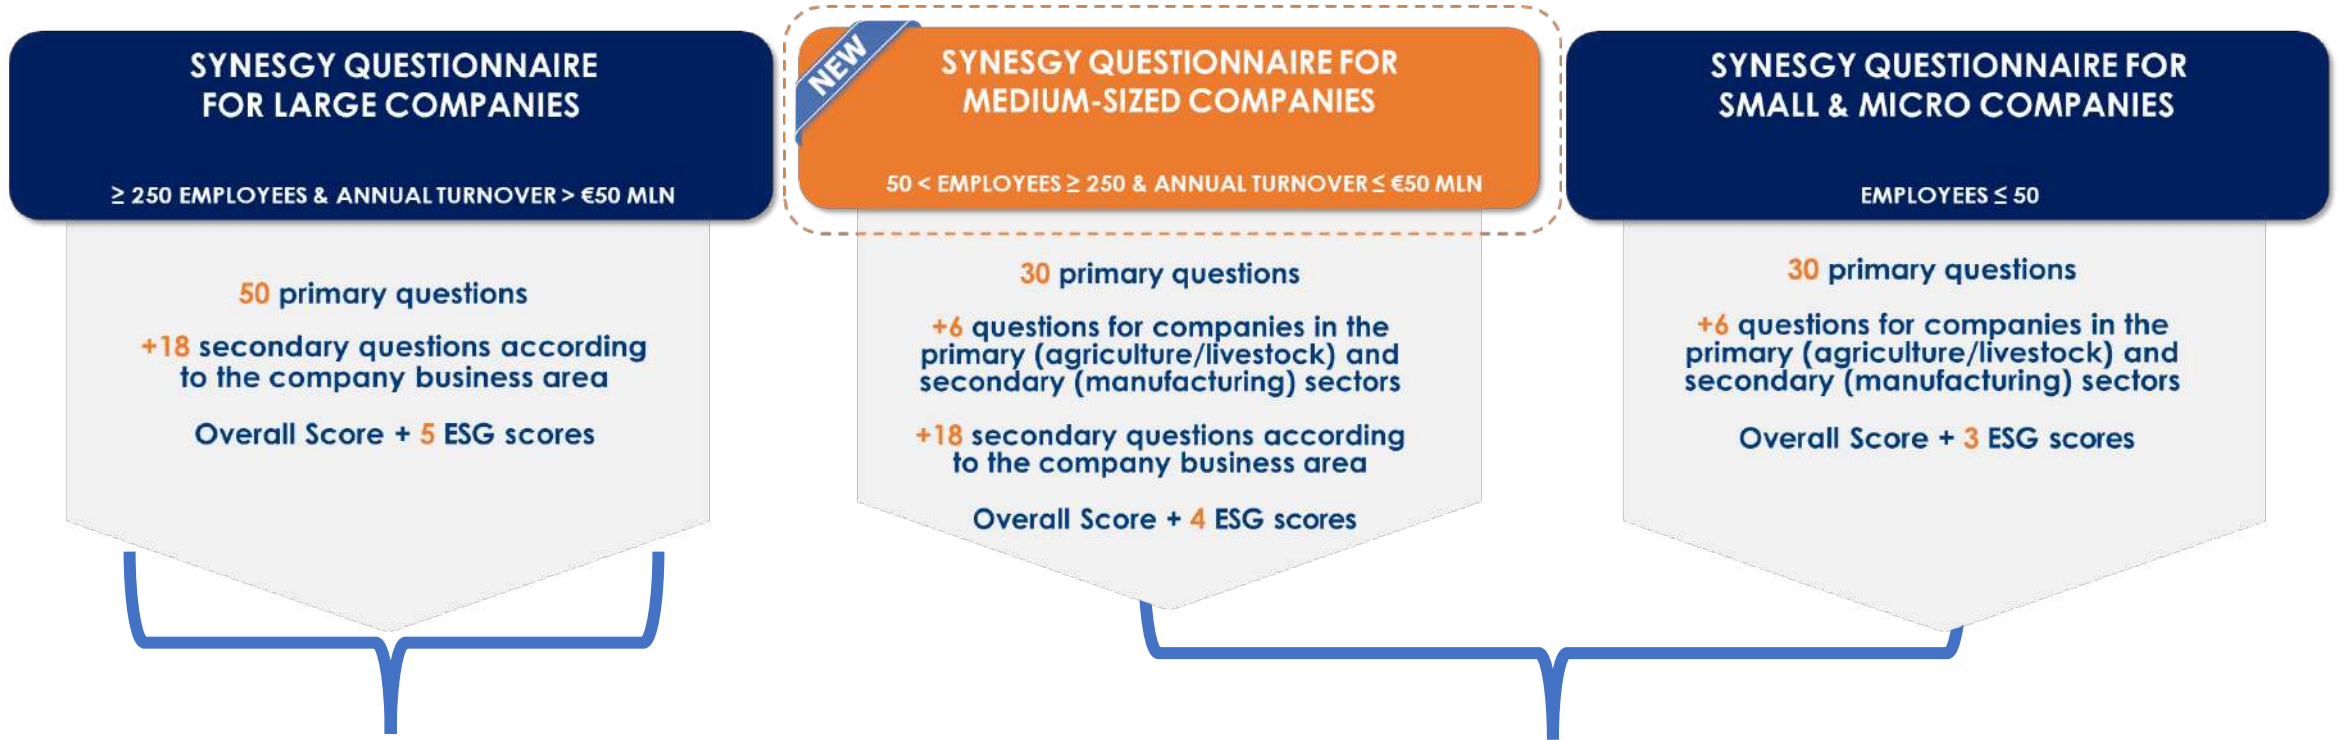 SYNESGY QUESTIONNAIRE
FOR LARGE COMPANIES
≥ 250 EMPLOYEES & ANNUAL TURNOVER > €50 MLN
50 primary questions
+18 secondary questions according
to the company business area
Overall Score + 5 ESG scores
NEW
SYNESGY QUESTIONNAIRE FOR
MEDIUM-SIZED COMPANIES
50 < EMPLOYEES ≥ 250 & ANNUAL TURNOVER ≤ €50 MLN
30 primary questions
+6 questions for companies in the
primary (agriculture/livestock) and
secondary (manufacturing) sectors
+18 secondary questions according
to the company business area
Overall Score + 4 ESG scores
SYNESGY QUESTIONNAIRE FOR
SMALL & MICRO COMPANIES
EMPLOYEES ≤ 50
30 primary questions
+6 questions for companies in the
primary (agriculture/livestock) and
secondary (manufacturing) sectors
Overall Score + 3 ESG scores